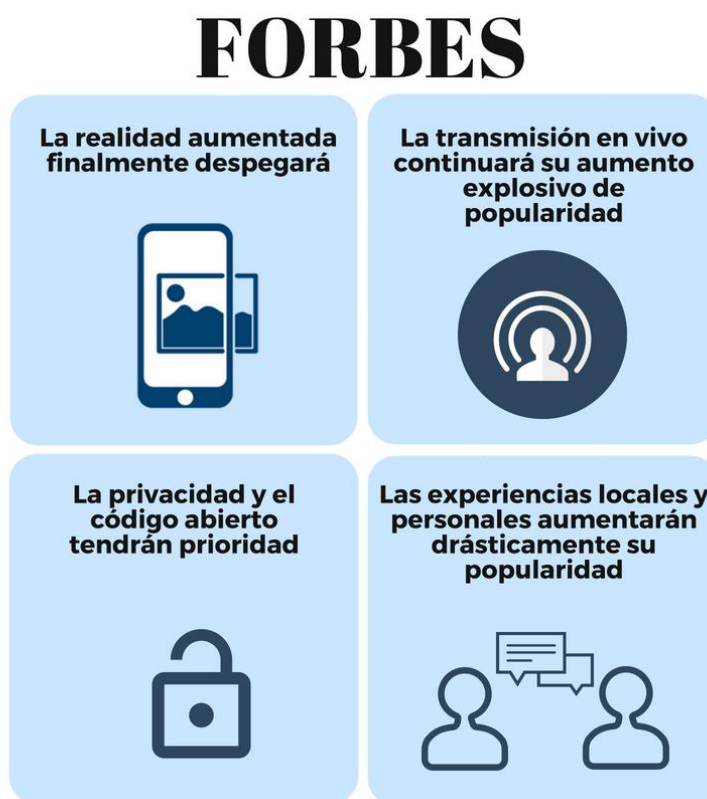 FORBES
La realidad aumentada
finalmente despegará
La transmisión en vivo
continuará su aumento
explosivo de
popularidad
La privacidad y el
código abierto
tendrán prioridad
Las experiencias locales y
personales aumentarán
drásticamente su
popularidad